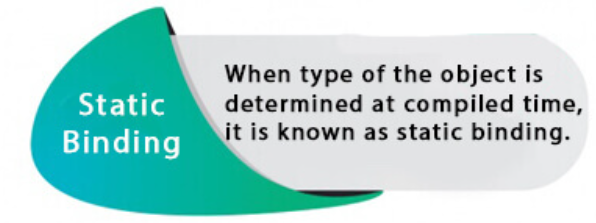 Static
Binding
When type of the object is
determined at compiled time,
it is known as static binding.